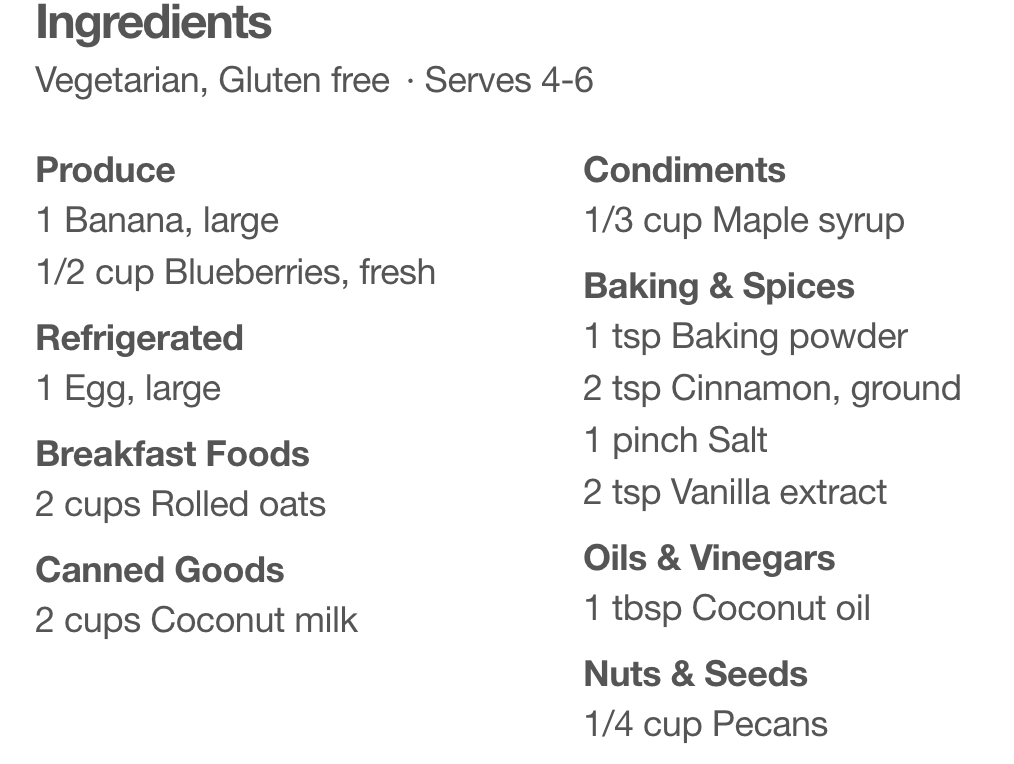 Ingredients
Vegetarian, Gluten free · Serves 4-6
Produce
1 Banana, large
1/2 cup Blueberries, fresh
Refrigerated
1 Egg, large
Breakfast Foods
2 cups Rolled oats
Canned Goods
2 cups Coconut milk
Condiments
1/3 cup Maple syrup
Baking & Spices
1 tsp Baking powder
2 tsp Cinnamon, ground
1 pinch Salt
2 tsp Vanilla extract
Oils & Vinegars
1 tbsp Coconut oil
Nuts & Seeds
1/4 cup Pecans